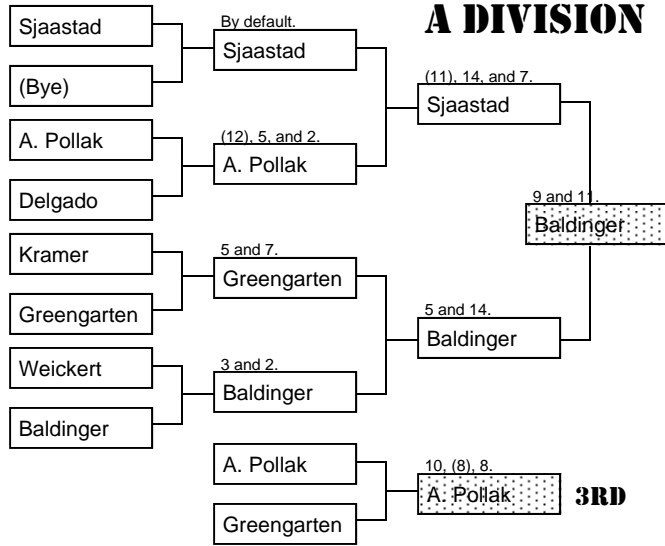 A DIVISION
Sjaastad
(Bye)
A. Pollak
Delgado
Kramer
Greengarten
Weickert
Baldinger
By default.
Sjaastad
(12), 5, and 2.
A. Pollak
5 and 7.
Greengarten
3 and 2.
Baldinger
(11), 14, and 7.
Sjaastad
5 and 14.
Baldinger
9 and 11.
Baldinger
A. Pollak
Greengarten
10, (8), 8.
A. Pollak
3RD